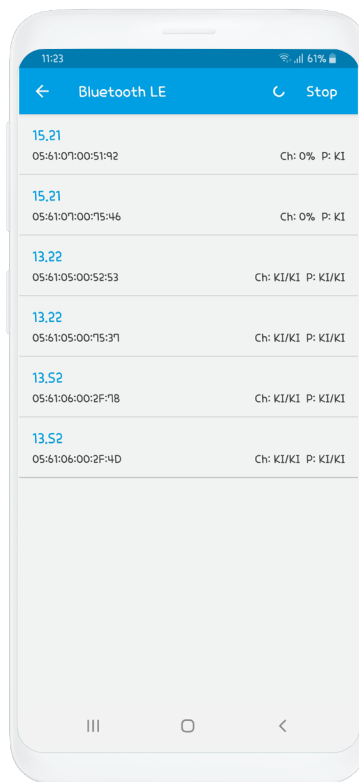 11:23 61%
Bluetooth LE Stop
15,21
05:61:07:00:51:92 Ch: 0% P: KI
15,21
05:61:07:00:75:46 Ch: 0% P: KI
13,22
05:61:05:00:52:53 Ch: KI/KI P: KI/KI
13,22
05:61:05:00:75:37 Ch: KI/KI P: KI/KI
13,S2
05:61:06:00:2F:7B Ch: KI/KI P: KI/KI
13,S2
05:61:06:00:2F:4D Ch: KI/KI P: KI/KI